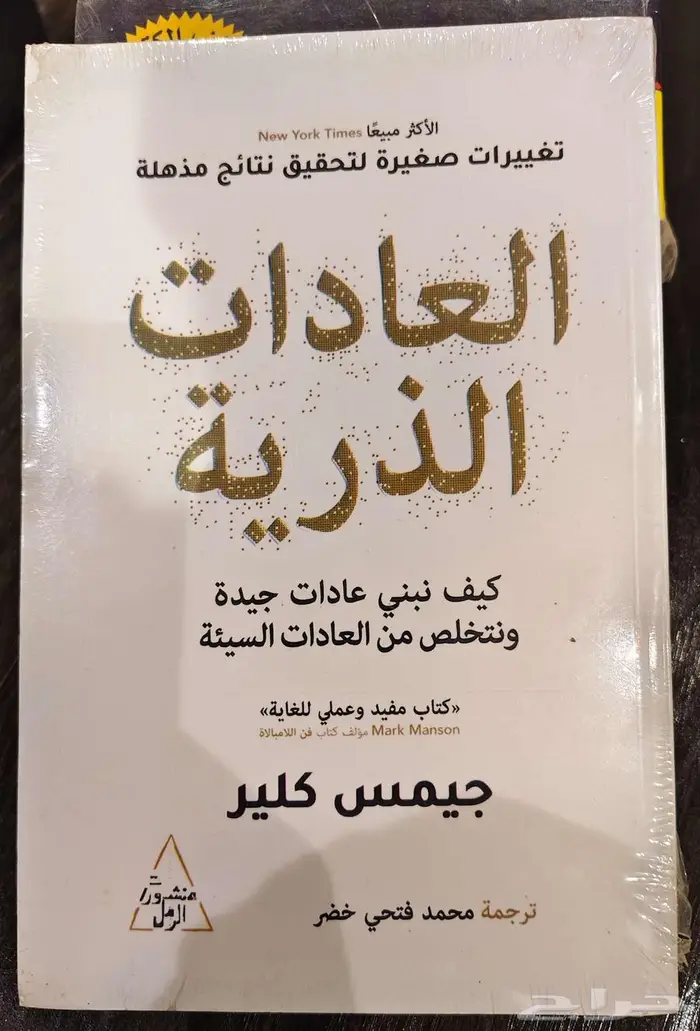 الأكثر مبيعًا New York Times
تغييرات صغيرة لتحقيق نتائج مذهلة
العادات
الذرية
كيف نبني عادات جيدة
ونتخلص من العادات السيئة
«كتاب مفيد وعملي للغاية»
Mark Manson مؤلف كتاب فن اللامبالاة
جيمس كلير
منشورات
الرمل
ترجمة محمد فتحي خضر
حراج